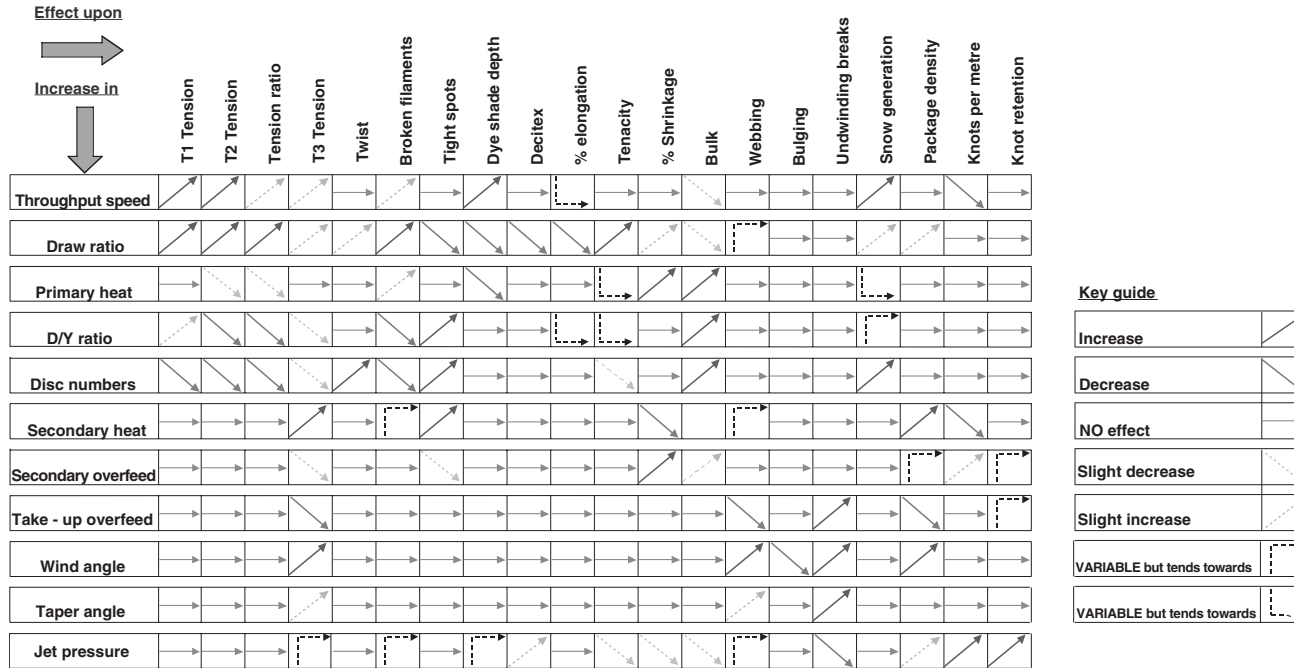 Effect upon
Increase in
T1 Tension
T2 Tension
Tension ratio
T3 Tension
Twist
Broken filaments
Tight spots
Dye shade depth
Decitex
% elongation
Tenacity
% Shrinkage
Bulk
Webbing
Bulging
Undwinding breaks
Snow generation
Package density
Knots per metre
Knot retention
Throughput speed
Draw ratio
Primary heat
D/Y ratio
Disc numbers
Secondary heat
Secondary overfeed
Take - up overfeed
Wind angle
Taper angle
Jet pressure
Key guide
Increase
Decrease
NO effect
Slight decrease
Slight increase
VARIABLE but tends towards
VARIABLE but tends towards